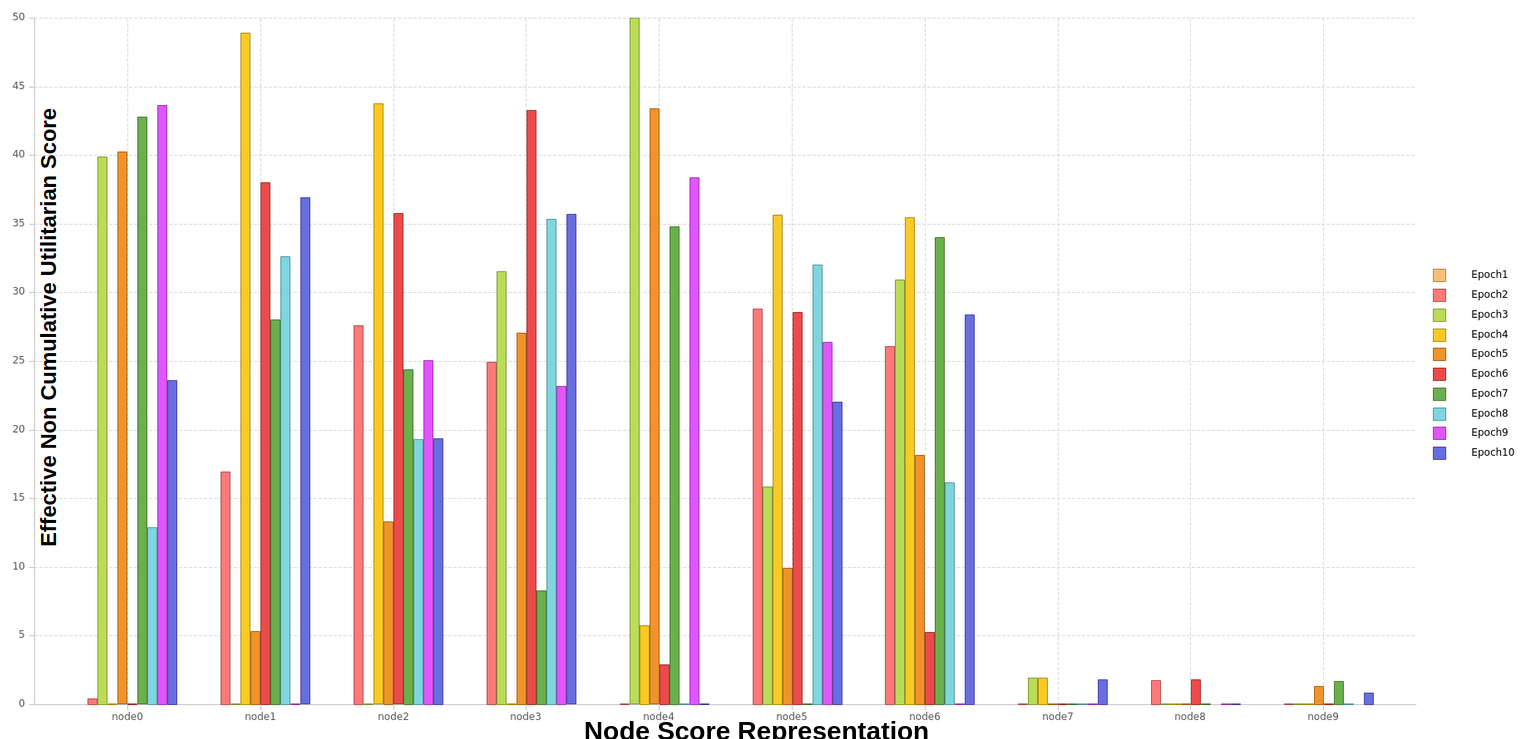 50
45
40
35
30
25
20
15
10
5
0
Effective Non Cumulative Utilitarian Score
node0 node1 node2 node3 node4 node5 node6 node7 node8 node9
Node Score Representation
Epoch1
Epoch2
Epoch3
Epoch4
Epoch5
Epoch6
Epoch7
Epoch8
Epoch9
Epoch10